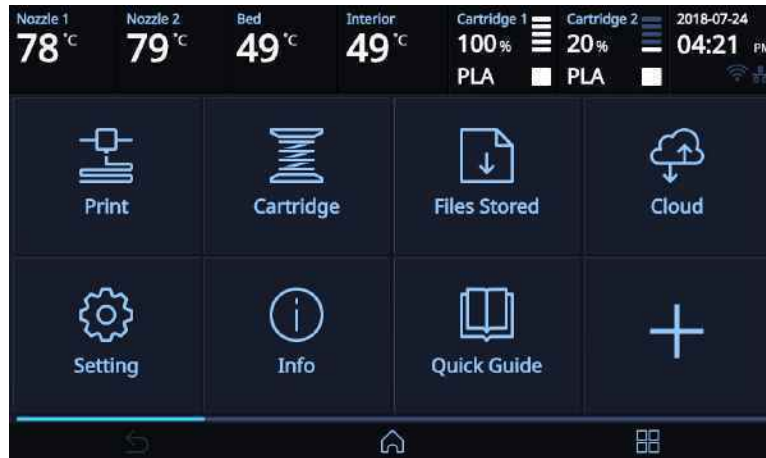 Nozzle 1 Nozzle 2 Bed Interior Cartridge 1 Cartridge 2 2018-07-24
78 °C 79 °C 49 °C 49 °C 100 % 20 % 04:21 PM
PLA PLA
Print Cartridge Files Stored Cloud
Setting Info Quick Guide